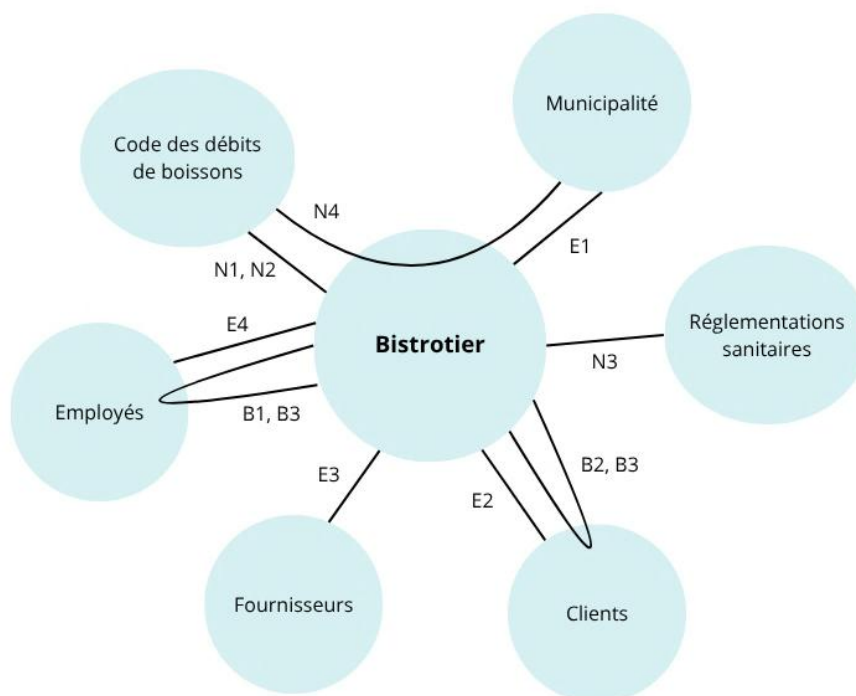 Municipalité
Code des débits
de boissons
N4
E1
N1, N2
E4
Bistrotier
Réglementations
sanitaires
N3
Employés
B1, B3
B2, B3
E3
E2
Fournisseurs
Clients